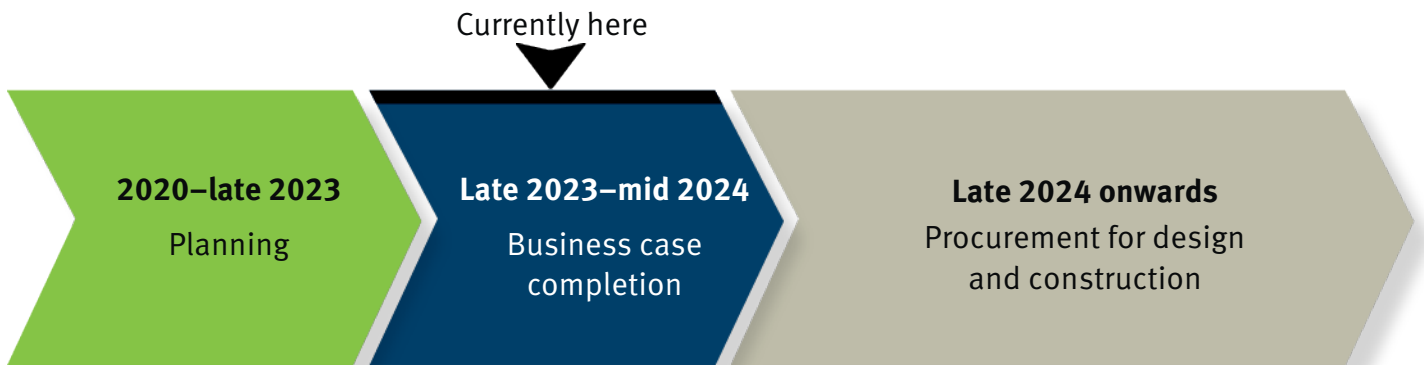 Currently here
2020–late 2023
Planning
Late 2023–mid 2024
Business case
completion
Late 2024 onwards
Procurement for design
and construction